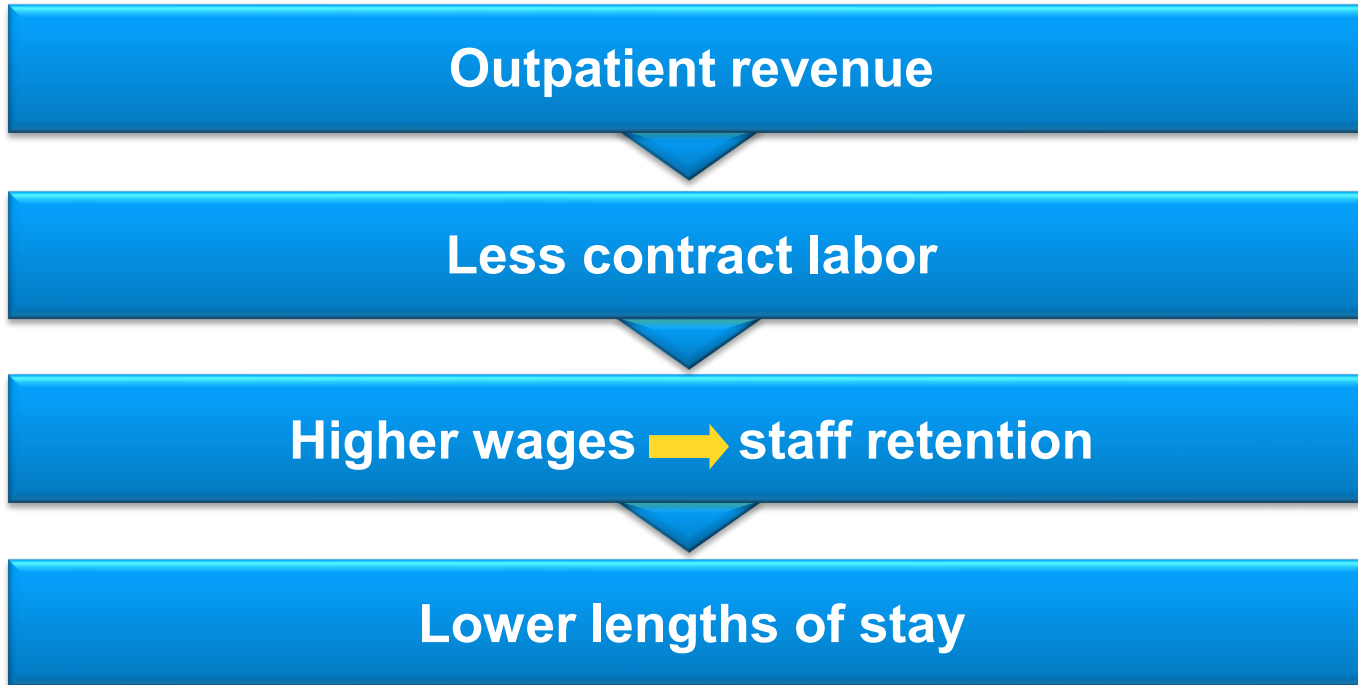 Outpatient revenue
Less contract labor
Higher wages staff retention
Lower lengths of stay